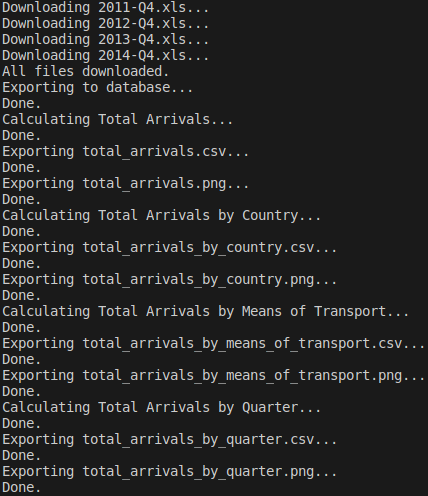 Downloading 2011-Q4.xls...
Downloading 2012-Q4.xls...
Downloading 2013-Q4.xls...
Downloading 2014-Q4.xls...
All files downloaded.
Exporting to database...
Done.
Calculating Total Arrivals...
Done.
Exporting total_arrivals.csv...
Done.
Exporting total_arrivals.png...
Done.
Calculating Total Arrivals by Country...
Done.
Exporting total_arrivals_by_country.csv...
Done.
Exporting total_arrivals_by_country.png...
Done.
Calculating Total Arrivals by Means of Transport...
Done.
Exporting total_arrivals_by_means_of_transport.csv...
Done.
Exporting total_arrivals_by_means_of_transport.png...
Done.
Calculating Total Arrivals by Quarter...
Done.
Exporting total_arrivals_by_quarter.csv...
Done.
Exporting total_arrivals_by_quarter.png...
Done.